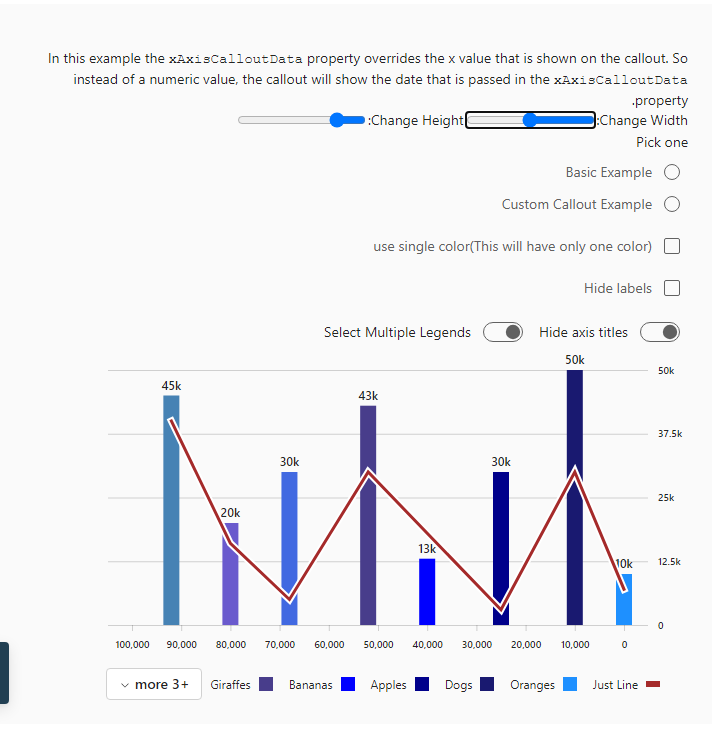 In this example the xAxisCalloutData property overrides the x value that is shown on the callout. So
instead of a numeric value, the callout will show the date that is passed in the xAxisCalloutData
.property
:Change Height :Change Width
Pick one
Basic Example
Custom Callout Example
use single color(This will have only one color)
Hide labels
Select Multiple Legends Hide axis titles
50k 50k
45k
43k
37.5k
30k 30k
25k
20k
13k
10k 12.5k
0
100,000 90,000 80,000 70,000 60,000 50,000 40,000 30,000 20,000 10,000 0
more 3+ Giraffes Bananas Apples Dogs Oranges Just Line